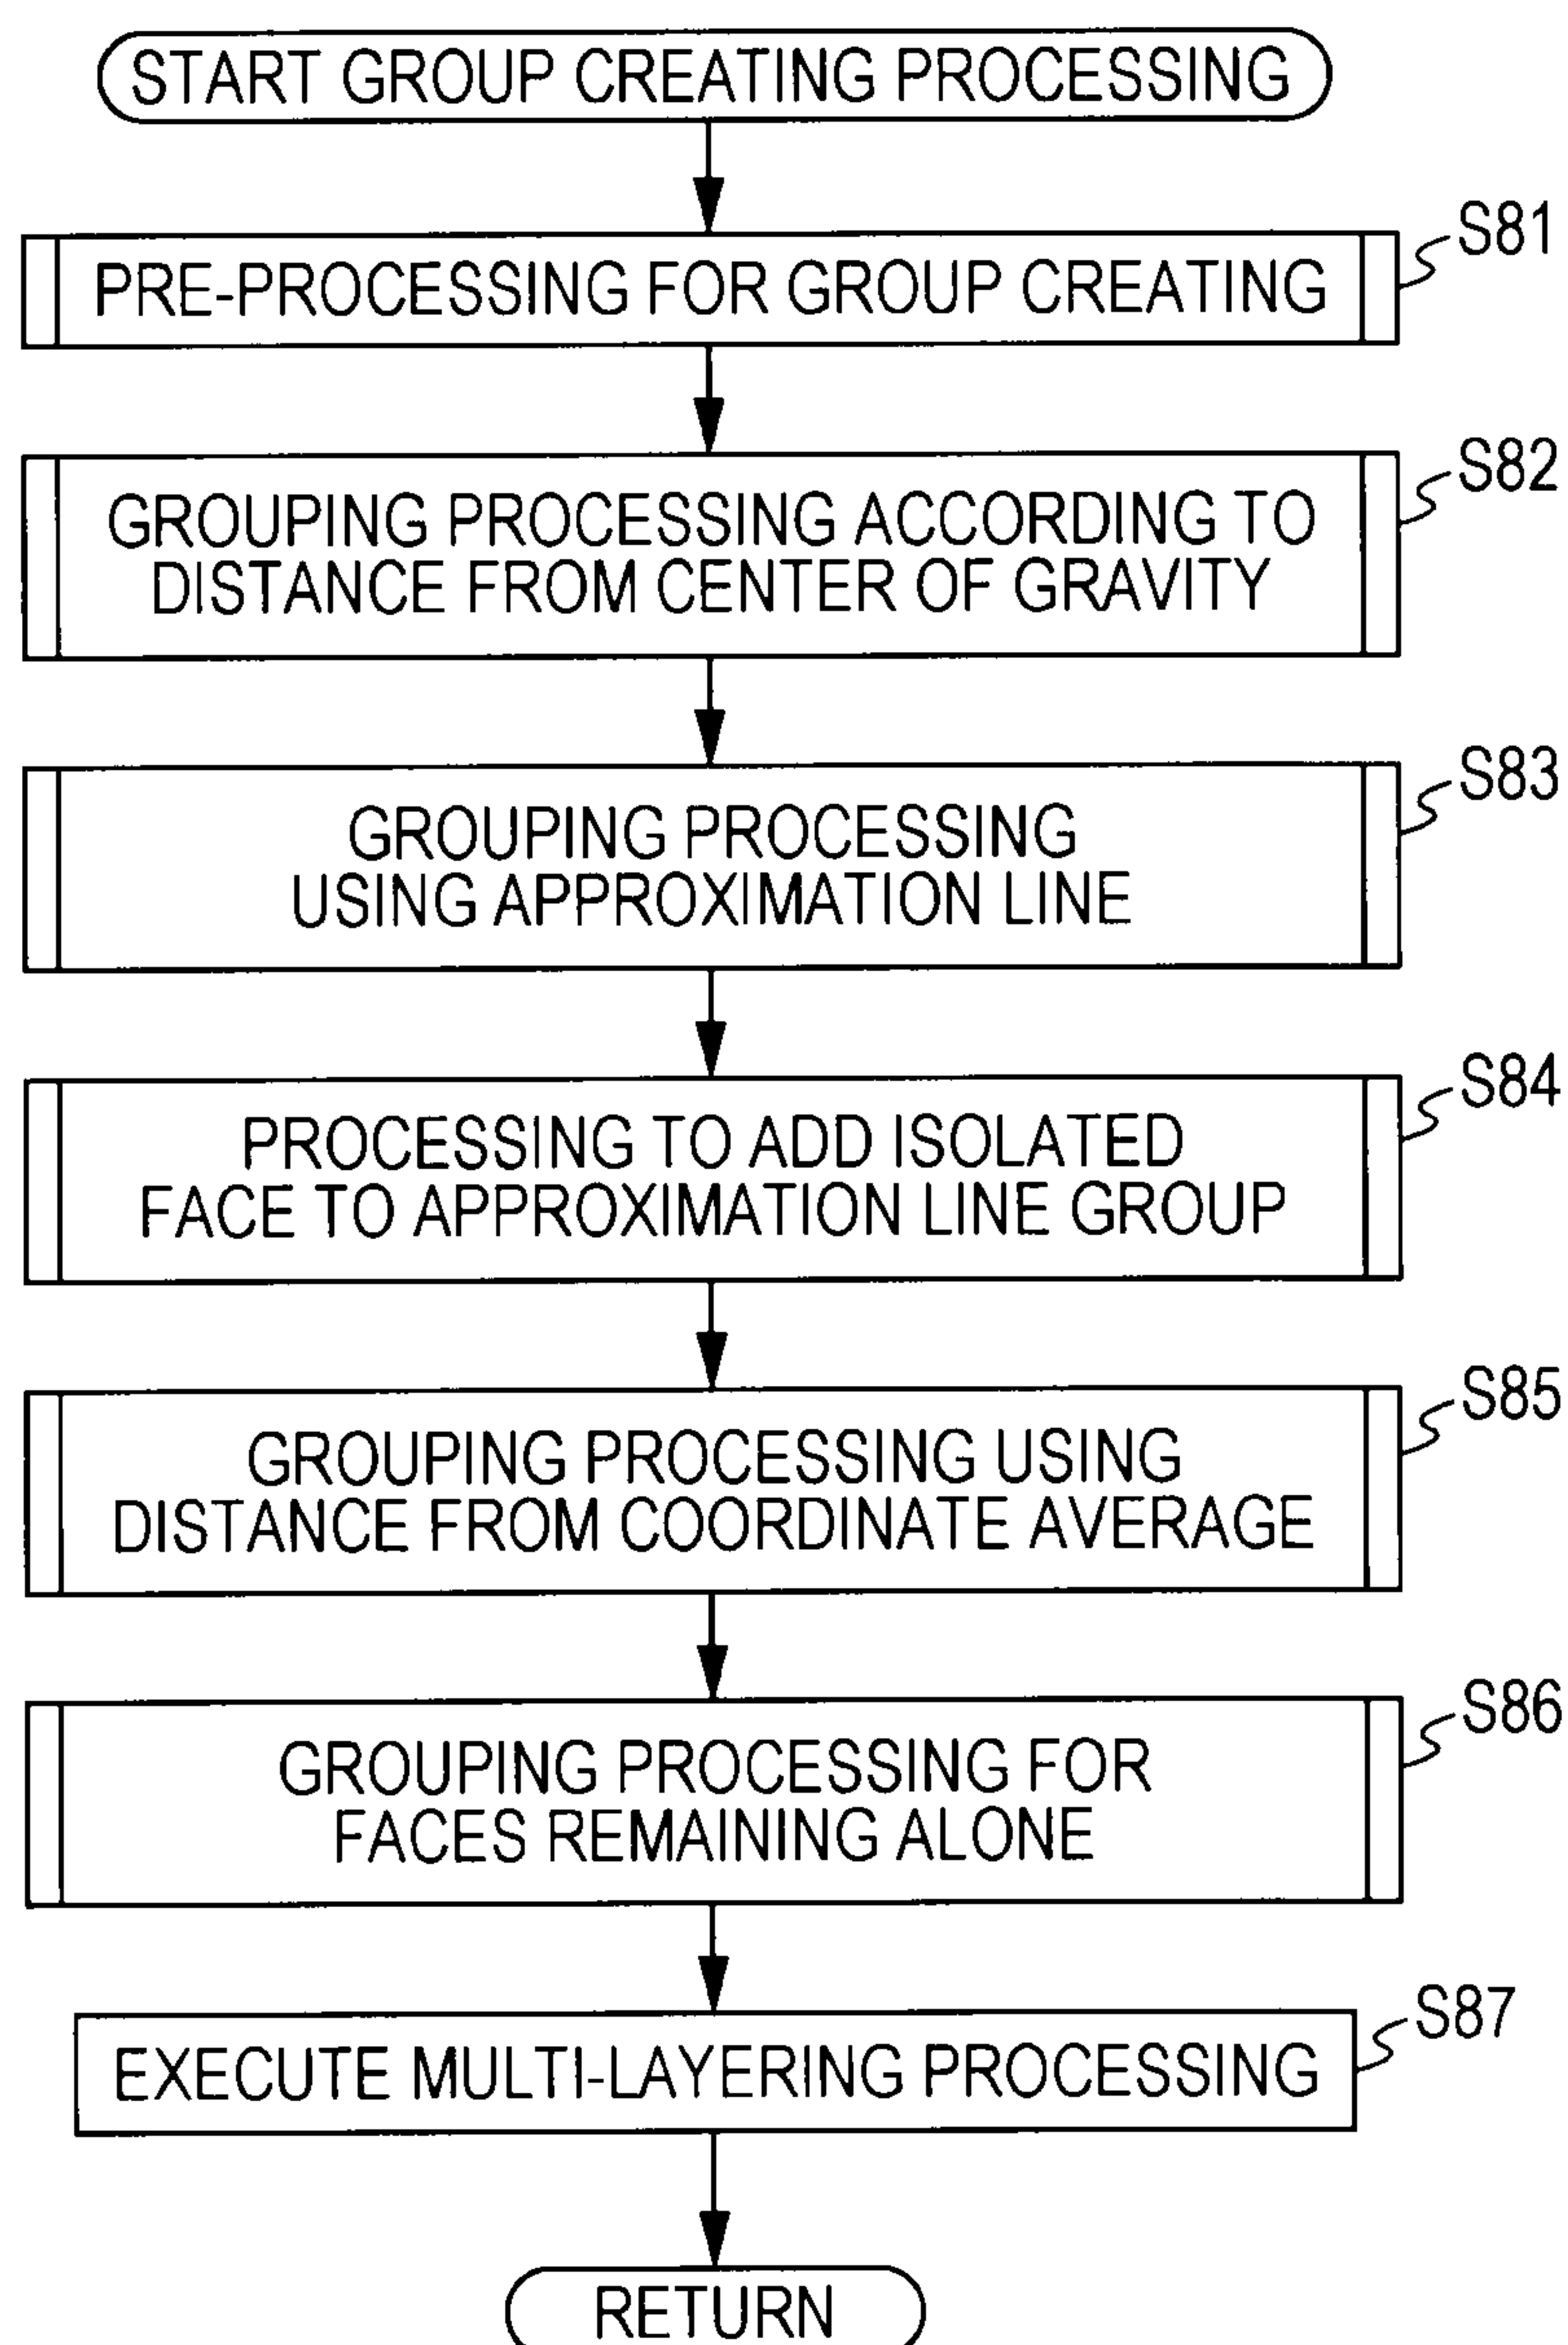 START GROUP CREATING PROCESSING
S81
PRE-PROCESSING FOR GROUP CREATING
S82
GROUPING PROCESSING ACCORDING TO
DISTANCE FROM CENTER OF GRAVITY
S83
GROUPING PROCESSING
USING APPROXIMATION LINE
S84
PROCESSING TO ADD ISOLATED
FACE TO APPROXIMATION LINE GROUP
S85
GROUPING PROCESSING USING
DISTANCE FROM COORDINATE AVERAGE
S86
GROUPING PROCESSING FOR
FACES REMAINING ALONE
S87
EXECUTE MULTI-LAYERING PROCESSING
RETURN